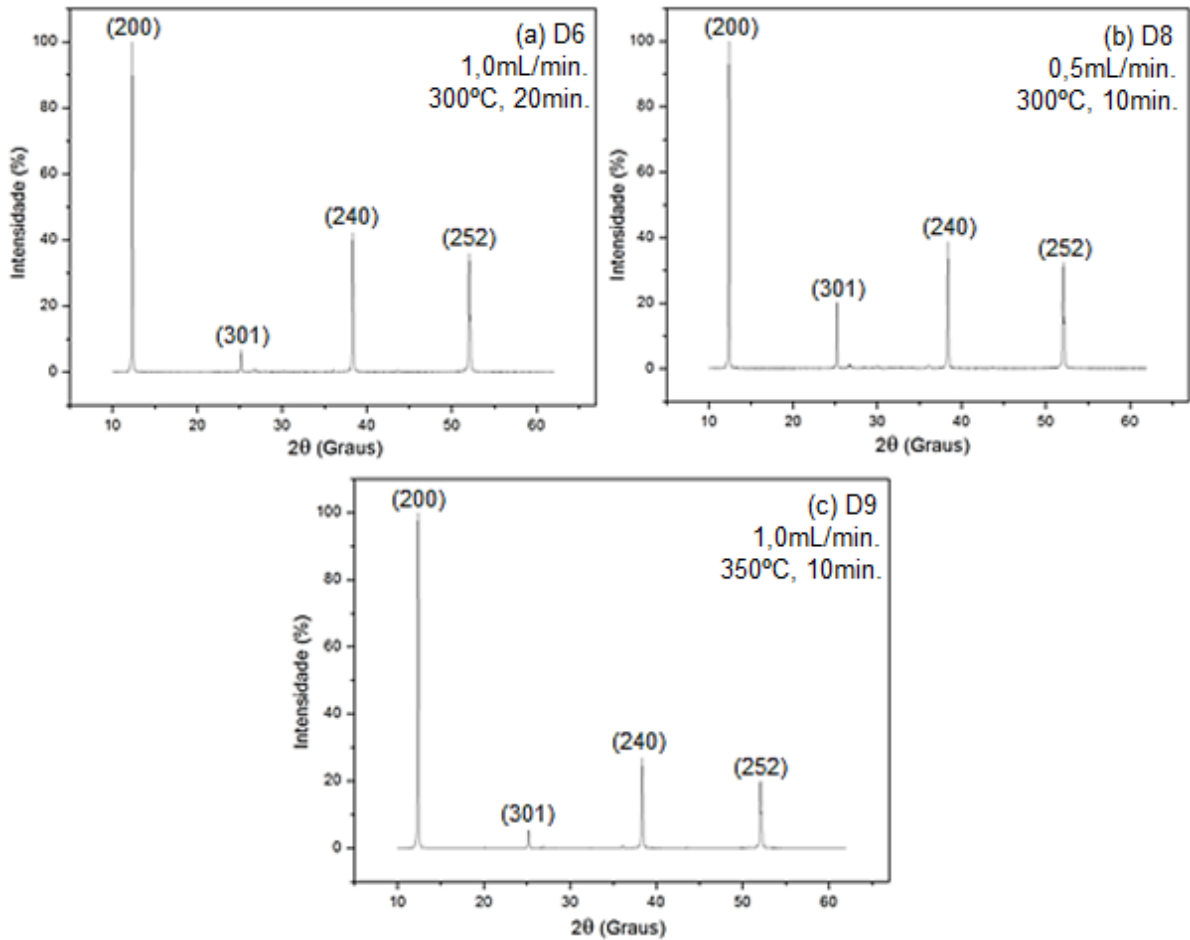 (a) D6
1,0mL/min.
300ºC, 20min.
(200)
(301)
(240)
(252)
Intensidade (%)
100
80
60
40
20
0
10 20 30 40 50 60
2θ (Graus)
(b) D8
0,5mL/min.
300ºC, 10min.
(200)
(301)
(240)
(252)
Intensidade (%)
100
80
60
40
20
0
10 20 30 40 50 60
2θ (Graus)
(c) D9
1,0mL/min.
350ºC, 10min.
(200)
(301)
(240)
(252)
Intensidade (%)
100
80
60
40
20
0
10 20 30 40 50 60
2θ (Graus)